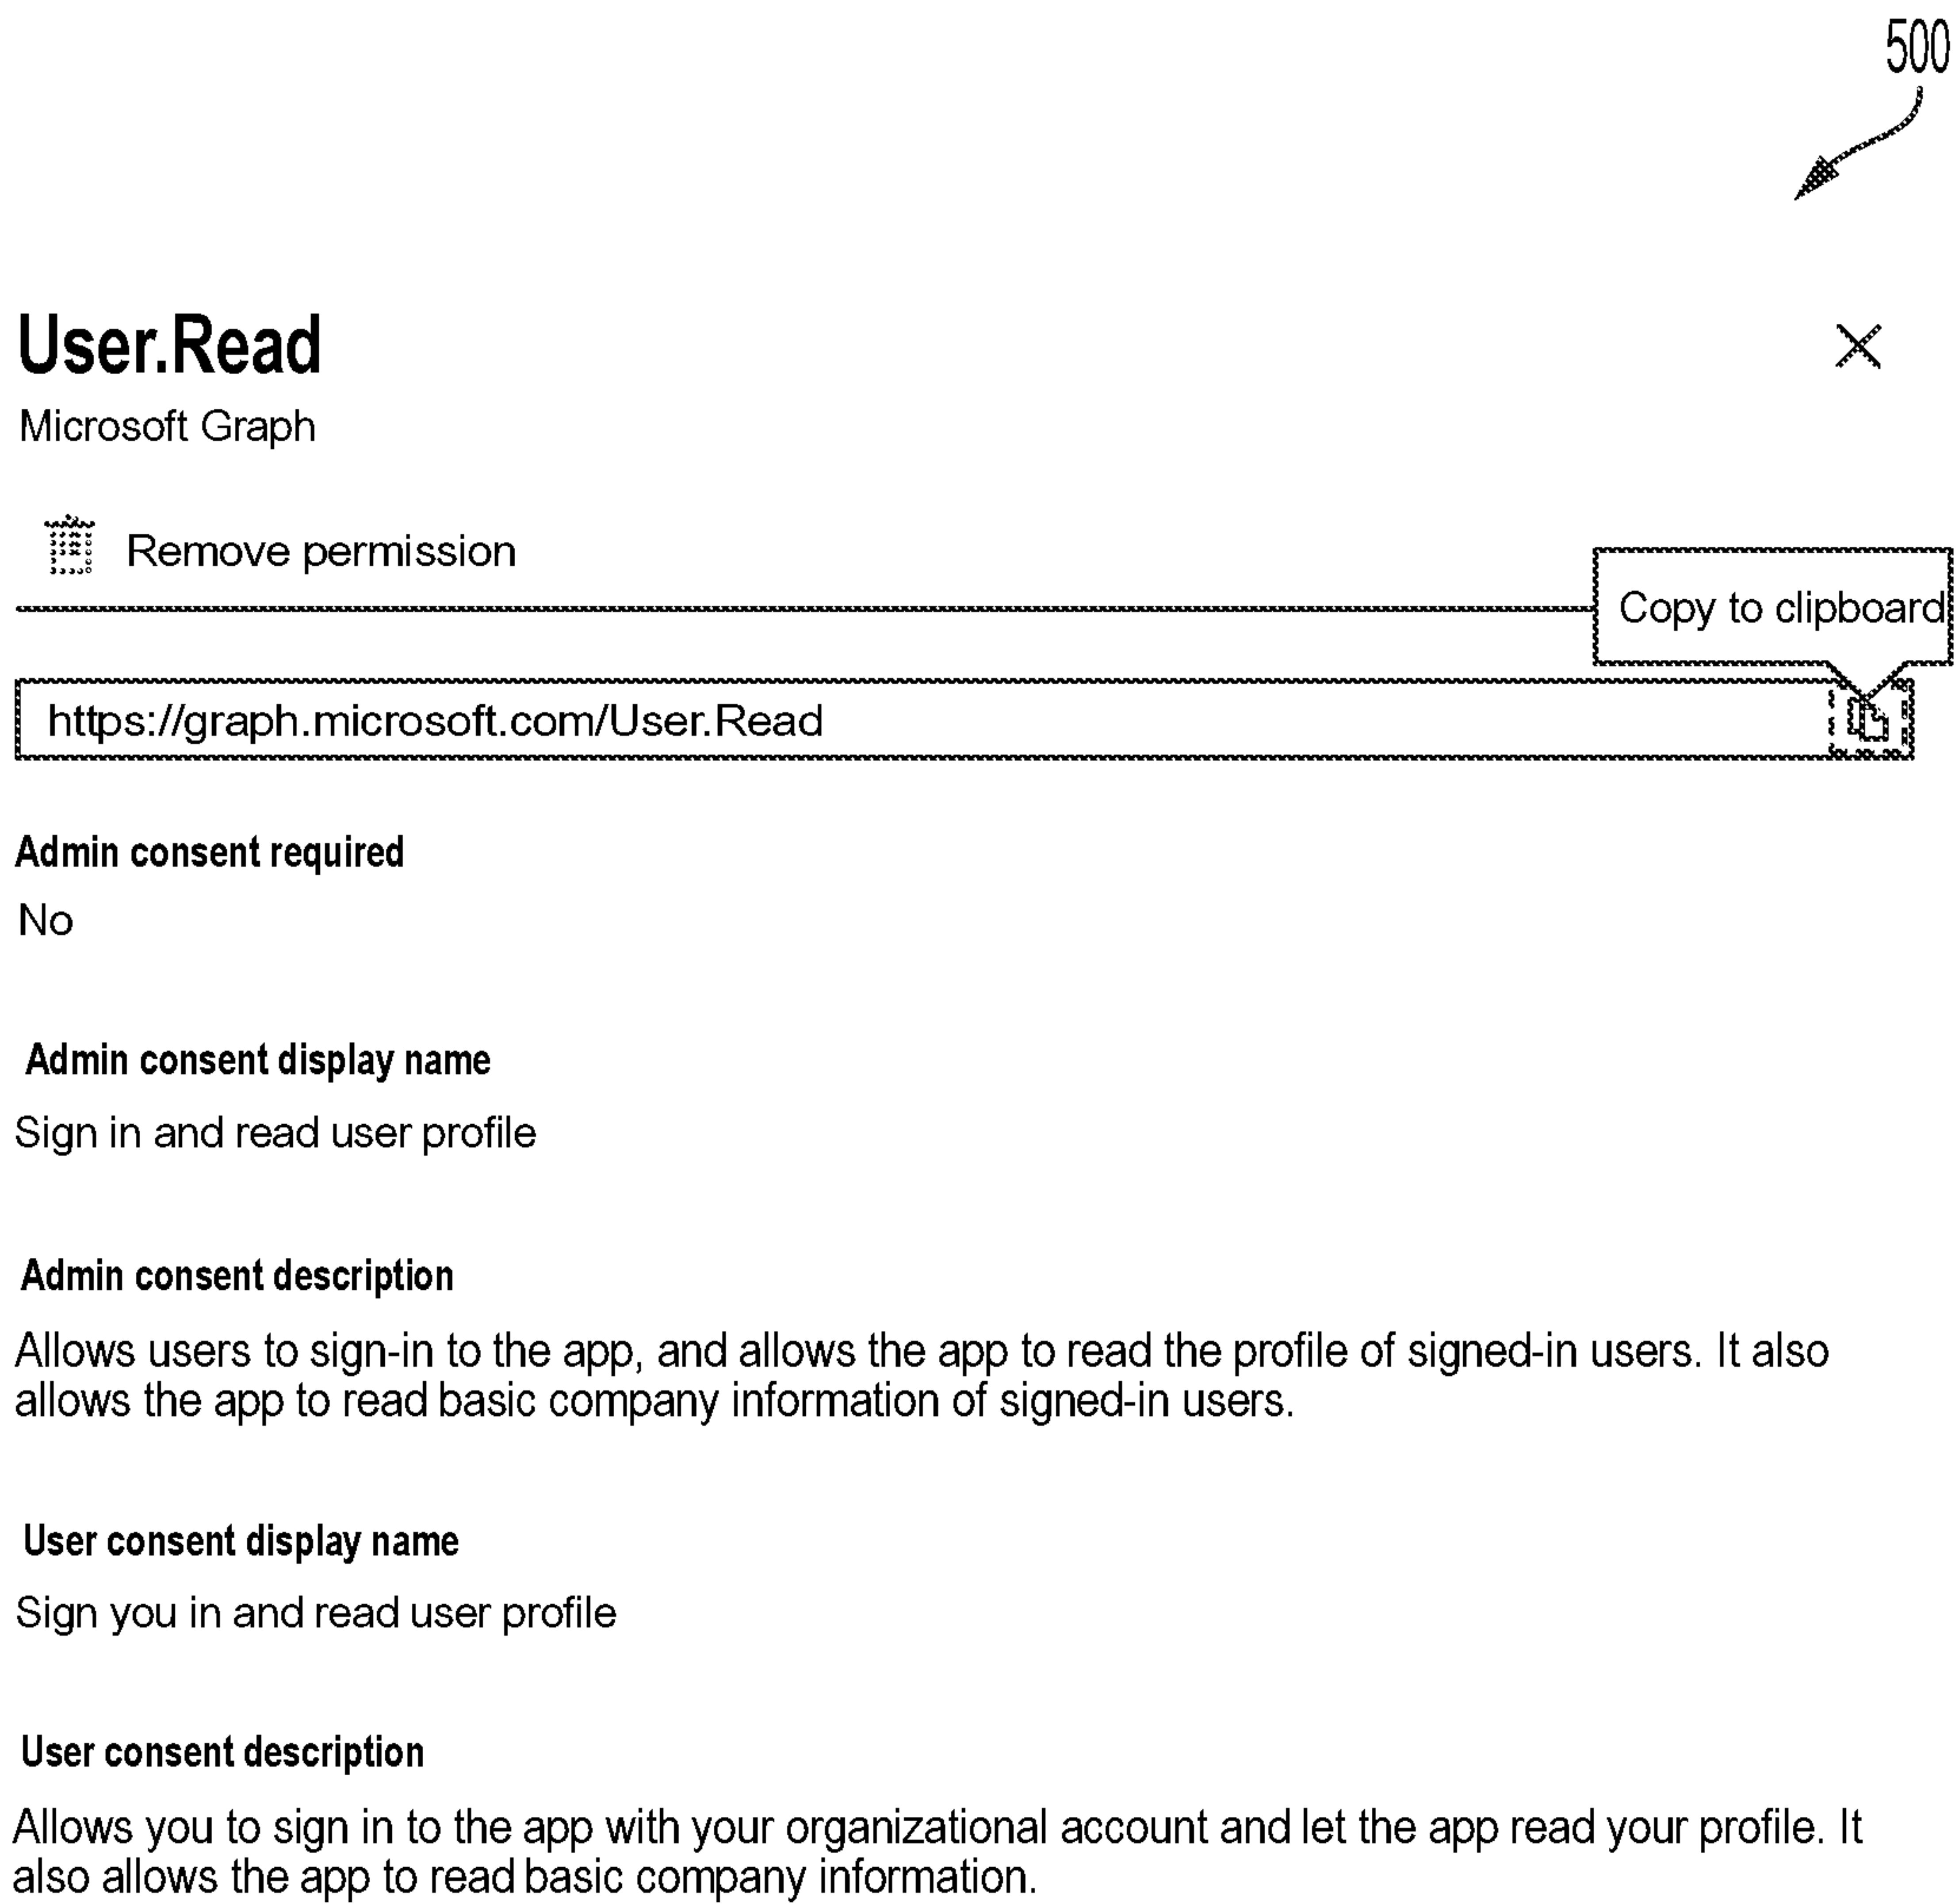 500
User.Read
Microsoft Graph
Remove permission
Copy to clipboard
https://graph.microsoft.com/User.Read
Admin consent required
No
Admin consent display name
Sign in and read user profile
Admin consent description
Allows users to sign-in to the app, and allows the app to read the profile of signed-in users. It also
allows the app to read basic company information of signed-in users.
User consent display name
Sign you in and read user profile
User consent description
Allows you to sign in to the app with your organizational account and let the app read your profile. It
also allows the app to read basic company information.